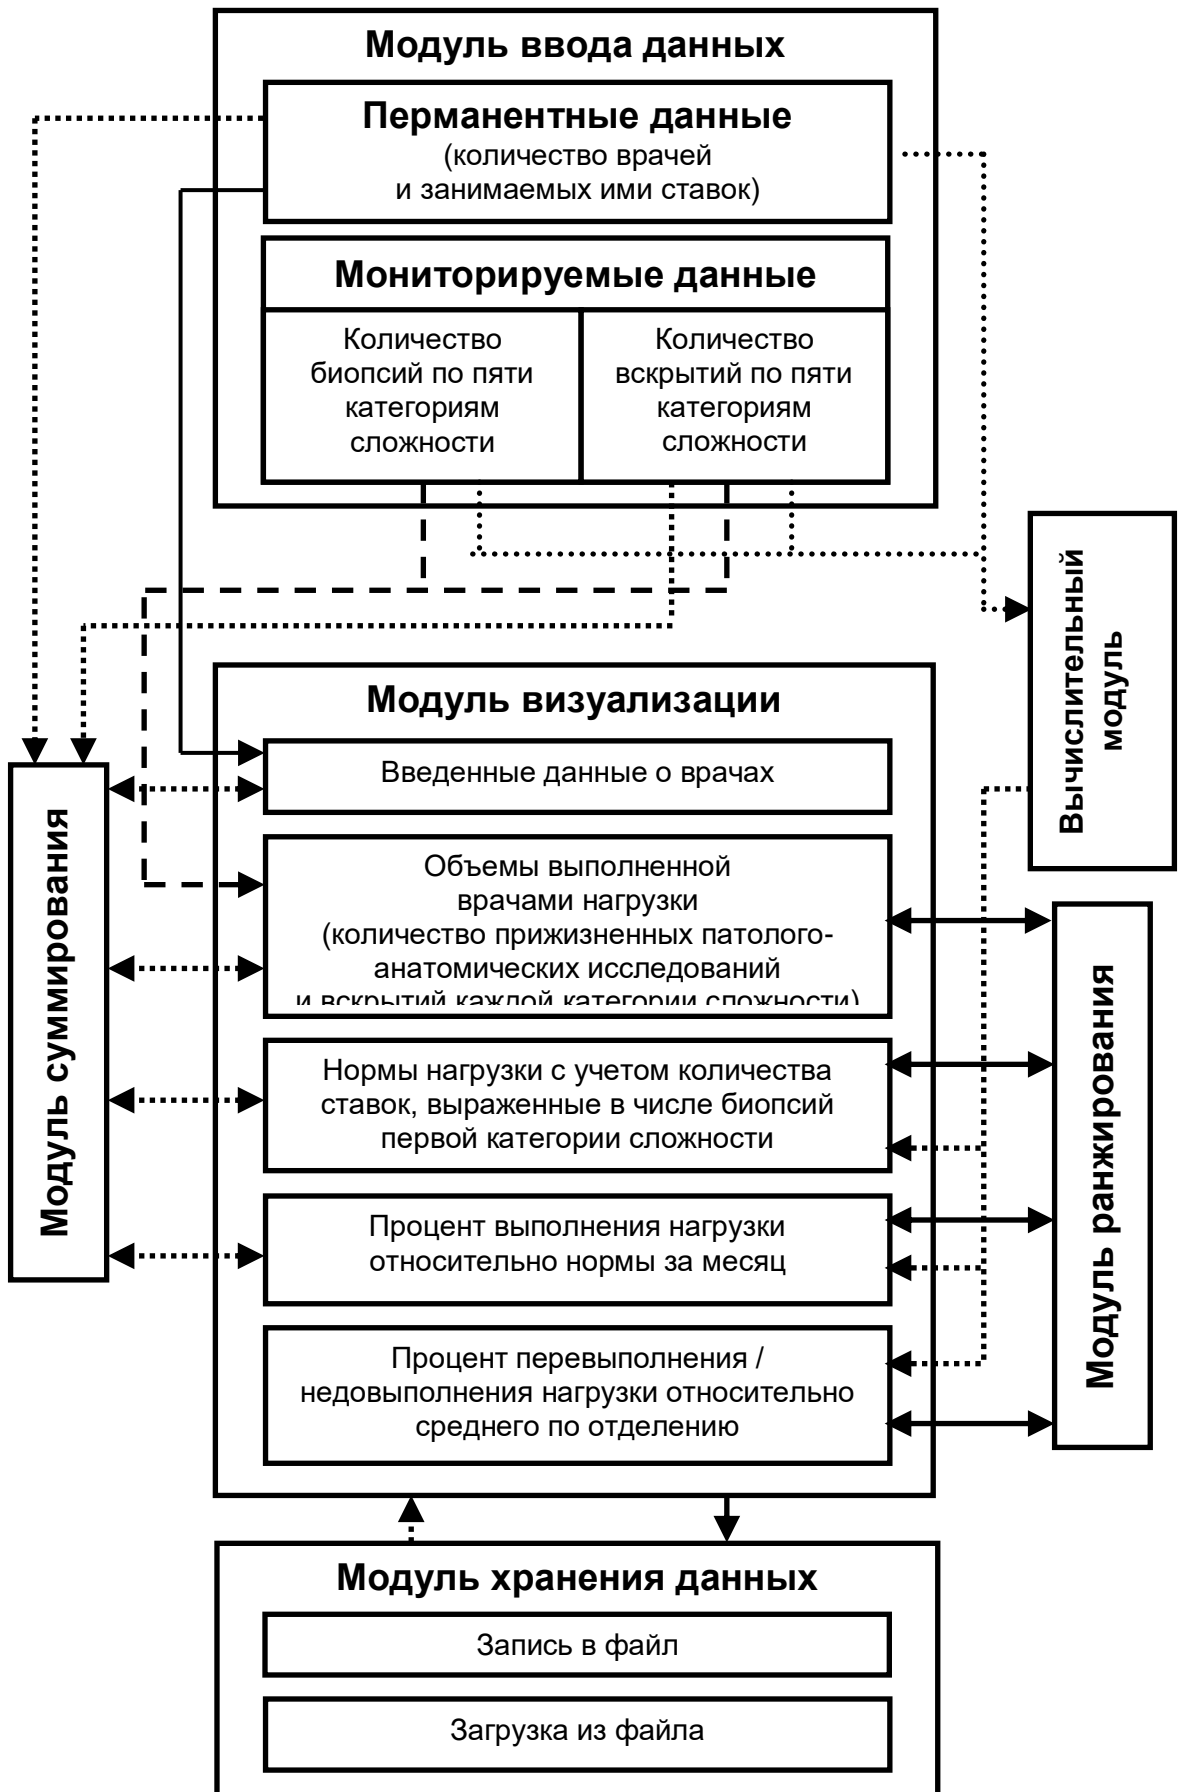 Модуль ввода данных
Перманентные данные
(количество врачей
и занимаемых ими ставок)
Мониторируемые данные
Количество
биопсий по пяти
категориям
сложности
Количество
вскрытий по пяти
категориям
сложности
Вычислительный
модуль
Модуль визуализации
Введенные данные о врачах
Объемы выполненной
врачами нагрузки
(количество прижизненных патолого-
анатомических исследований
и вскрытий каждой категории сложности)
Нормы нагрузки с учетом количества
ставок, выраженные в числе биопсий
первой категории сложности
Процент выполнения нагрузки
относительно нормы за месяц
Процент перевыполнения /
недовыполнения нагрузки относительно
среднего по отделению
Модуль суммирования
Модуль ранжирования
Модуль хранения данных
Запись в файл
Загрузка из файла